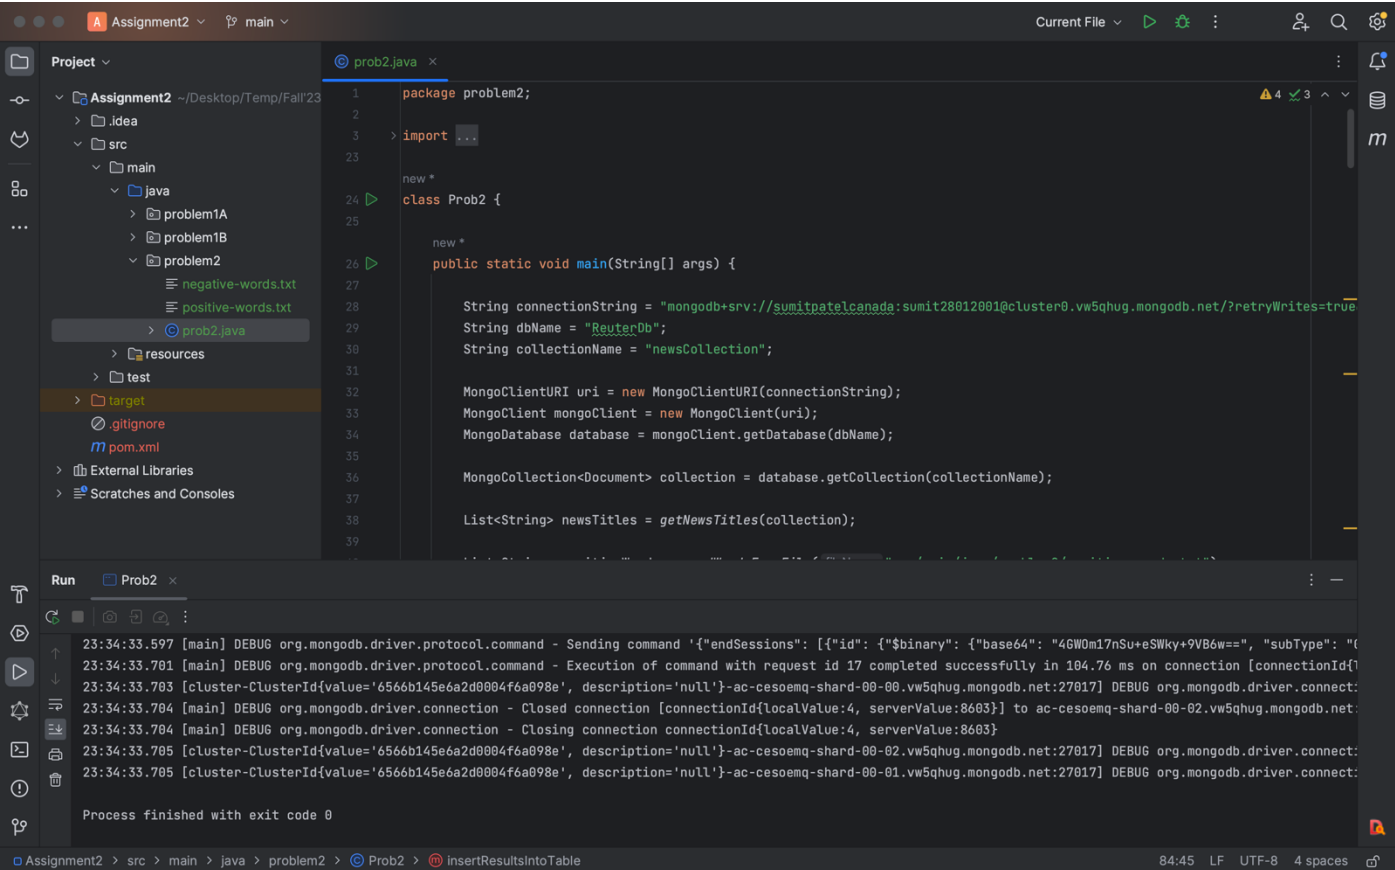 A Assignment2 main Current File
Project
prob2.java ×
Assignment2 ~/Desktop/Temp/Fall'23
.idea
src
main
java
problem1A
problem1B
problem2
negative-words.txt
positive-words.txt
prob2.java
resources
test
target
.gitignore
m pom.xml
External Libraries
Scratches and Consoles
4 3
1 package problem2;
2
3 import ...
23
new *
24 class Prob2 {
25
new *
26 public static void main(String[] args) {
27
28 String connectionString = "mongodb+srv://sumitpatelcanada:sumit28012001@cluster0.vw5qhug.mongodb.net/?retryWrites=true
29 String dbName = "ReuterDb";
30 String collectionName = "newsCollection";
31
32 MongoClientURI uri = new MongoClientURI(connectionString);
33 MongoClient mongoClient = new MongoClient(uri);
34 MongoDatabase database = mongoClient.getDatabase(dbName);
35
36 MongoCollection<Document> collection = database.getCollection(collectionName);
37
38 List<String> newsTitles = getNewsTitles(collection);
39
m
Run Prob2 ×
23:34:33.597 [main] DEBUG org.mongodb.driver.protocol.command - Sending command '{"endSessions": [{"id": {"$binary": {"base64": "4GWOm17nSu+eSWky+9VB6w==", "subType": "0
23:34:33.701 [main] DEBUG org.mongodb.driver.protocol.command - Execution of command with request id 17 completed successfully in 104.76 ms on connection [connectionId{l
23:34:33.703 [cluster-ClusterId{value='6566b145e6a2d0004f6a098e', description='null'}-ac-cesoemq-shard-00-00.vw5qhug.mongodb.net:27017] DEBUG org.mongodb.driver.connecti
23:34:33.704 [main] DEBUG org.mongodb.driver.connection - Closed connection [connectionId{localValue:4, serverValue:8603}] to ac-cesoemq-shard-00-02.vw5qhug.mongodb.net:
23:34:33.704 [main] DEBUG org.mongodb.driver.connection - Closing connection connectionId{localValue:4, serverValue:8603}
23:34:33.705 [cluster-ClusterId{value='6566b145e6a2d0004f6a098e', description='null'}-ac-cesoemq-shard-00-02.vw5qhug.mongodb.net:27017] DEBUG org.mongodb.driver.connecti
23:34:33.705 [cluster-ClusterId{value='6566b145e6a2d0004f6a098e', description='null'}-ac-cesoemq-shard-00-01.vw5qhug.mongodb.net:27017] DEBUG org.mongodb.driver.connecti
Process finished with exit code 0
Assignment2 > src > main > java > problem2 > Prob2 > insertResultsIntoTable 84:45 LF UTF-8 4 spaces